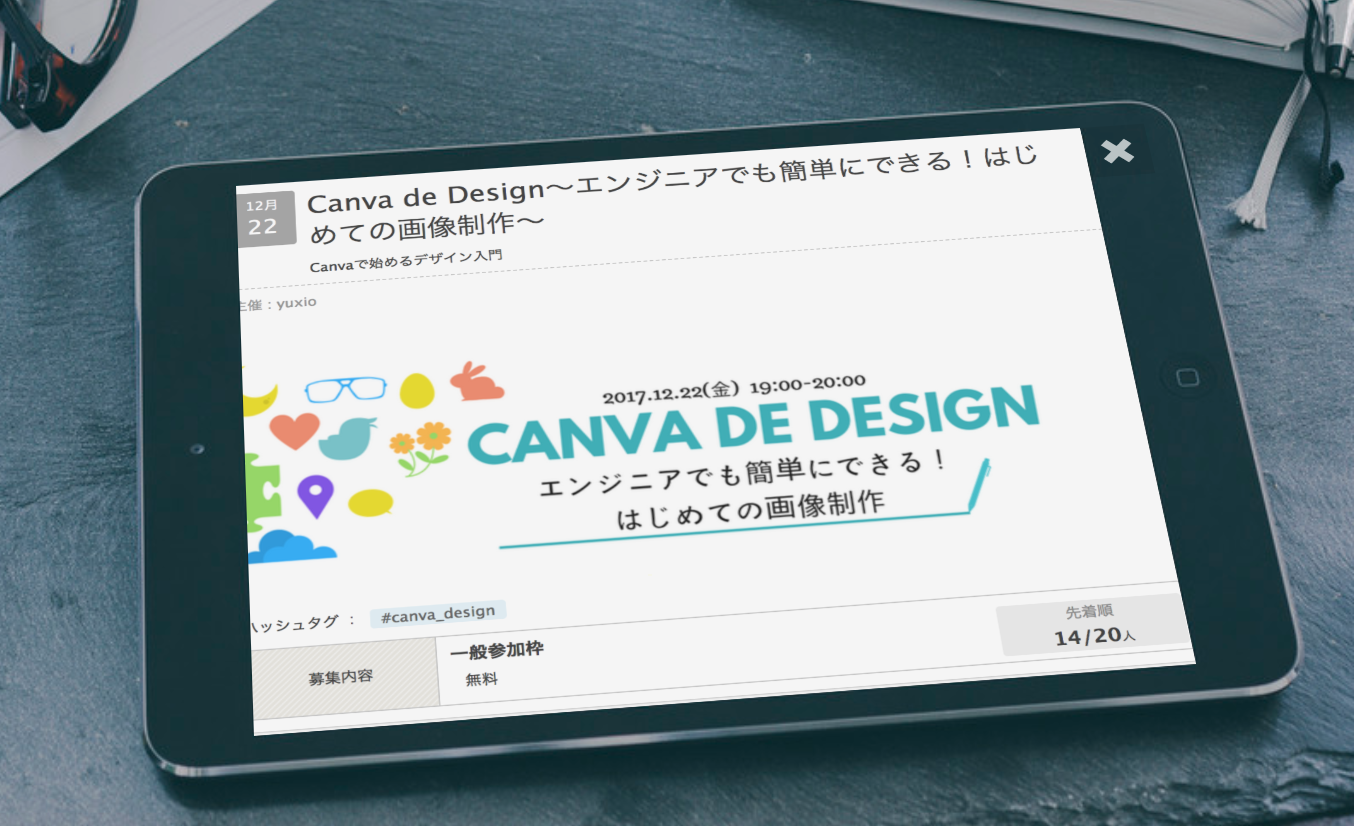 12月
22
Canva de Design〜エンジニアでも簡単にできる！はじ
めての画像制作〜
Canvaで始めるデザイン入門
主催：yuxio
2017.12.22(金) 19:00-20:00
CANVA DE DESIGN
エンジニアでも簡単にできる！
はじめての画像制作
ハッシュタグ ： #canva_design
募集内容
一般参加枠
無料
先着順
14/20人